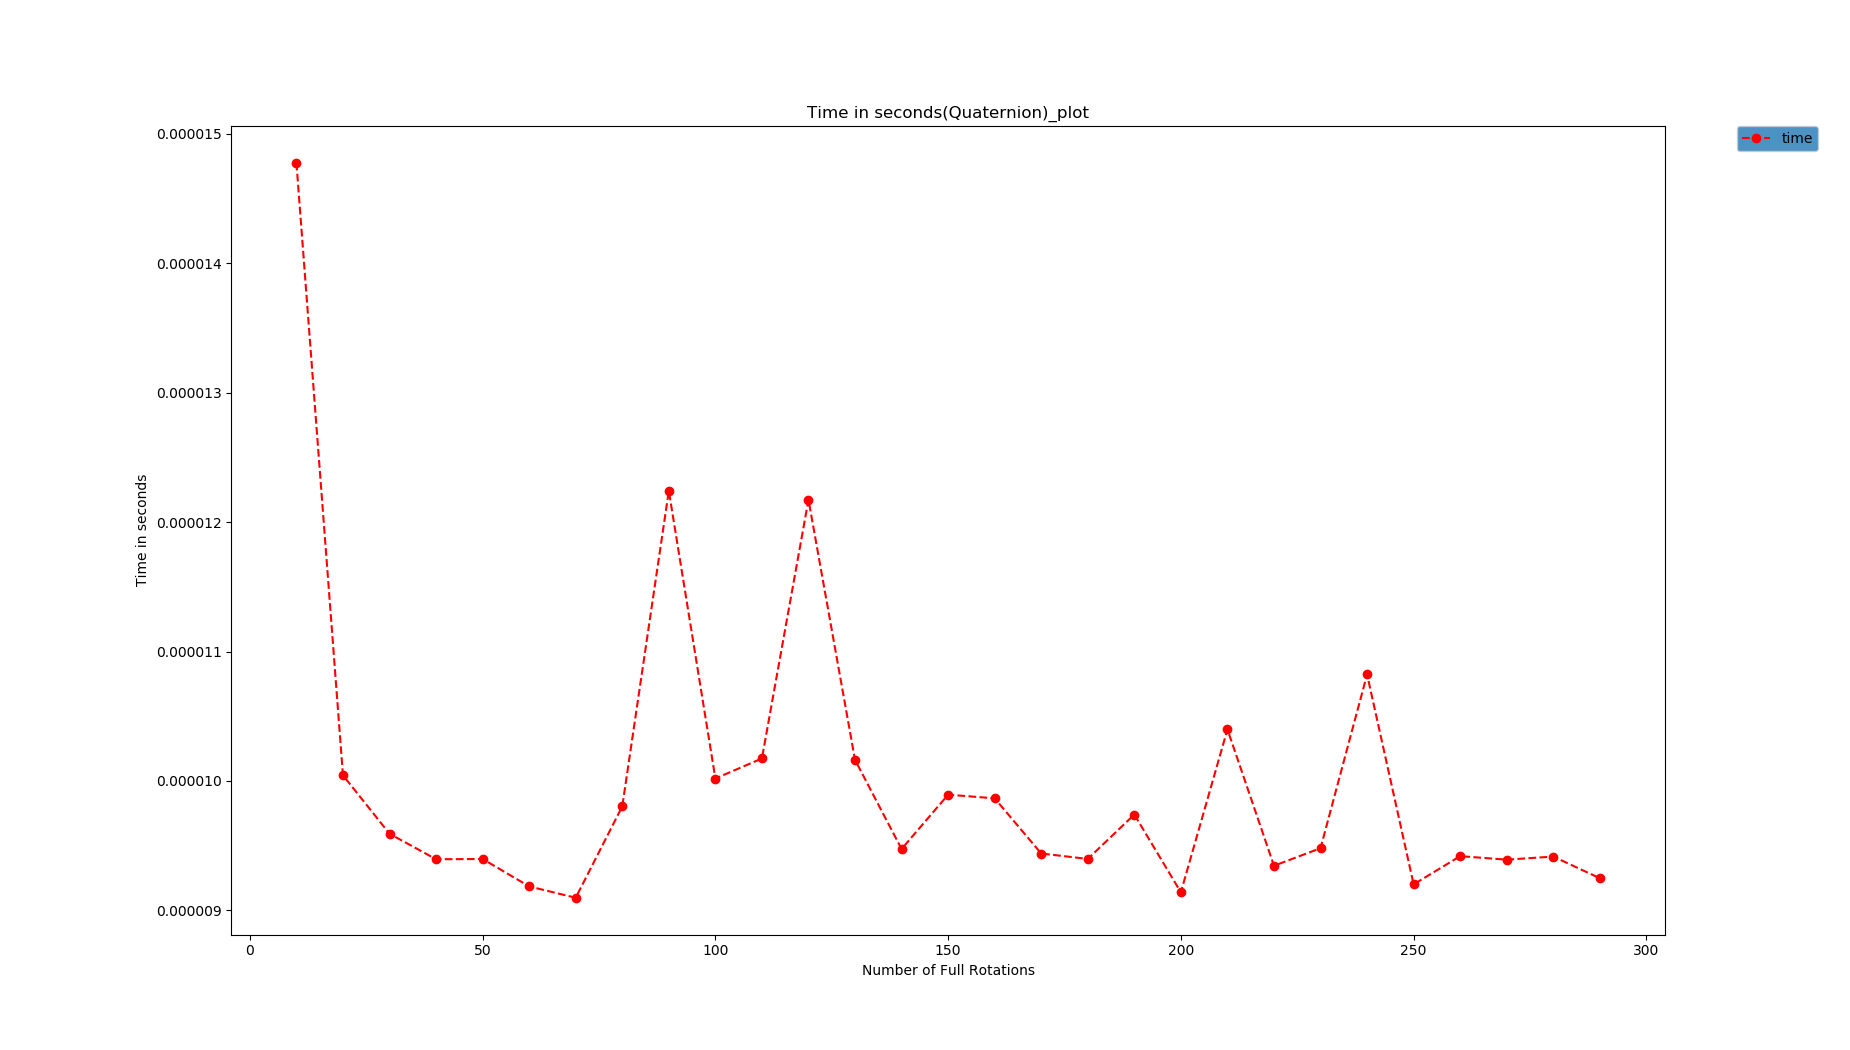 Time in seconds(Quaternion)_plot
time
0.000015
0.000014
0.000013
0.000012
0.000011
0.000010
0.000009
Time in seconds
0 50 100 150 200 250 300
Number of Full Rotations